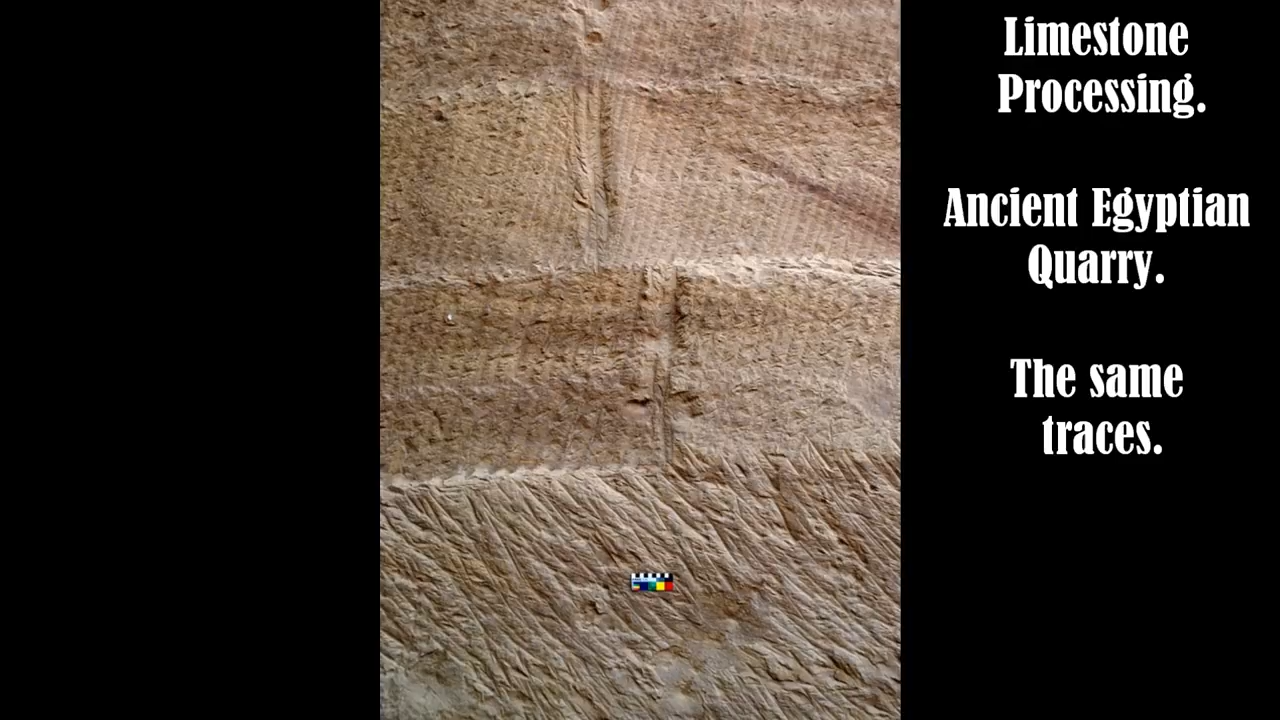 Limestone
Processing.
Ancient Egyptian
Quarry.
The same
traces.